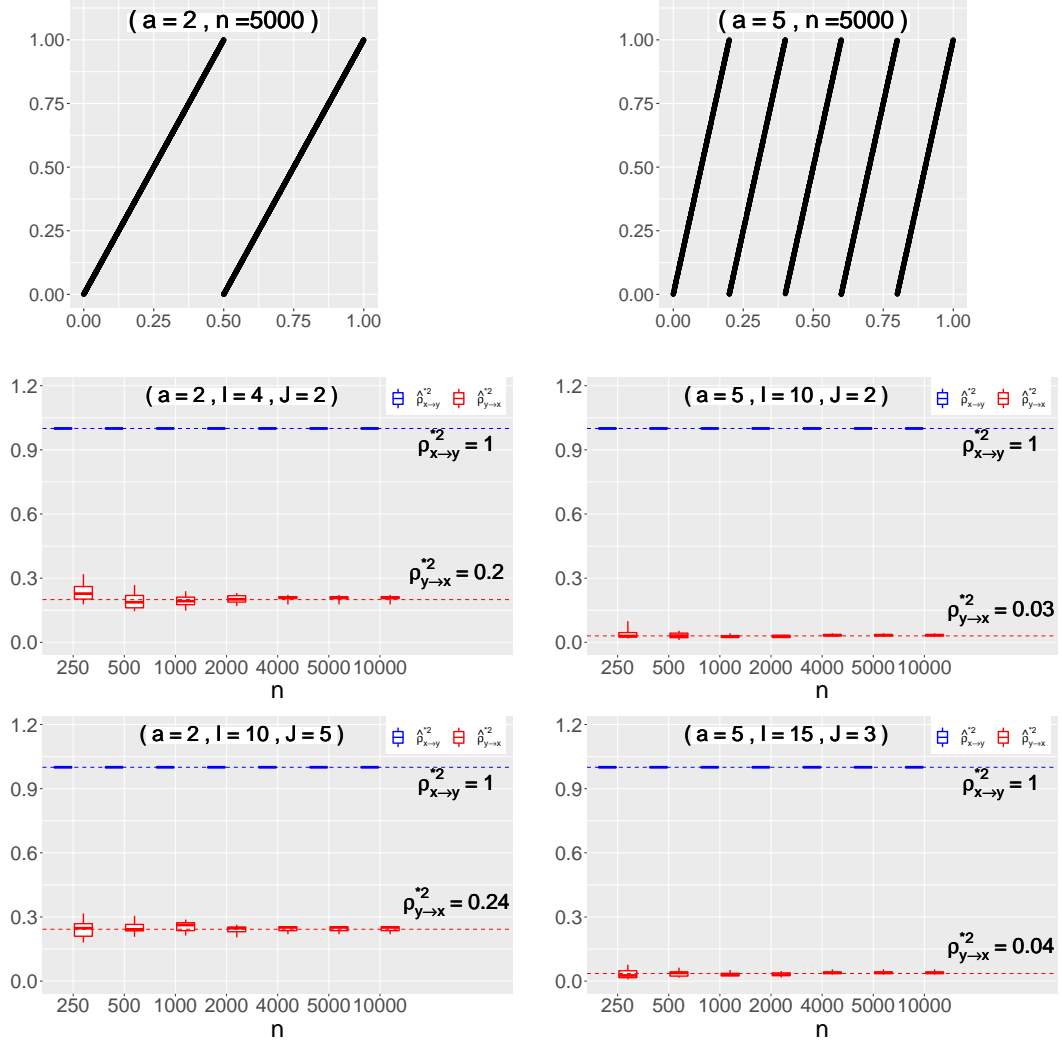 ( a = 2 , n =5000 )
1.00
0.75
0.50
0.25
0.00
0.00 0.25 0.50 0.75 1.00
( a = 5 , n =5000 )
1.00
0.75
0.50
0.25
0.00
0.00 0.25 0.50 0.75 1.00
( a = 2 , I = 4 , J = 2 )
ρ̂*²x→y ρ̂*²y→x
1.2
0.9
0.6
0.3
0.0
ρ*²x→y = 1
ρ*²y→x = 0.2
250 500 1000 2000 4000 5000 10000
n
( a = 5 , I = 10 , J = 2 )
ρ̂*²x→y ρ̂*²y→x
1.2
0.9
0.6
0.3
0.0
ρ*²x→y = 1
ρ*²y→x = 0.03
250 500 1000 2000 4000 5000 10000
n
( a = 2 , I = 10 , J = 5 )
ρ̂*²x→y ρ̂*²y→x
1.2
0.9
0.6
0.3
0.0
ρ*²x→y = 1
ρ*²y→x = 0.24
250 500 1000 2000 4000 5000 10000
n
( a = 5 , I = 15 , J = 3 )
ρ̂*²x→y ρ̂*²y→x
1.2
0.9
0.6
0.3
0.0
ρ*²x→y = 1
ρ*²y→x = 0.04
250 500 1000 2000 4000 5000 10000
n